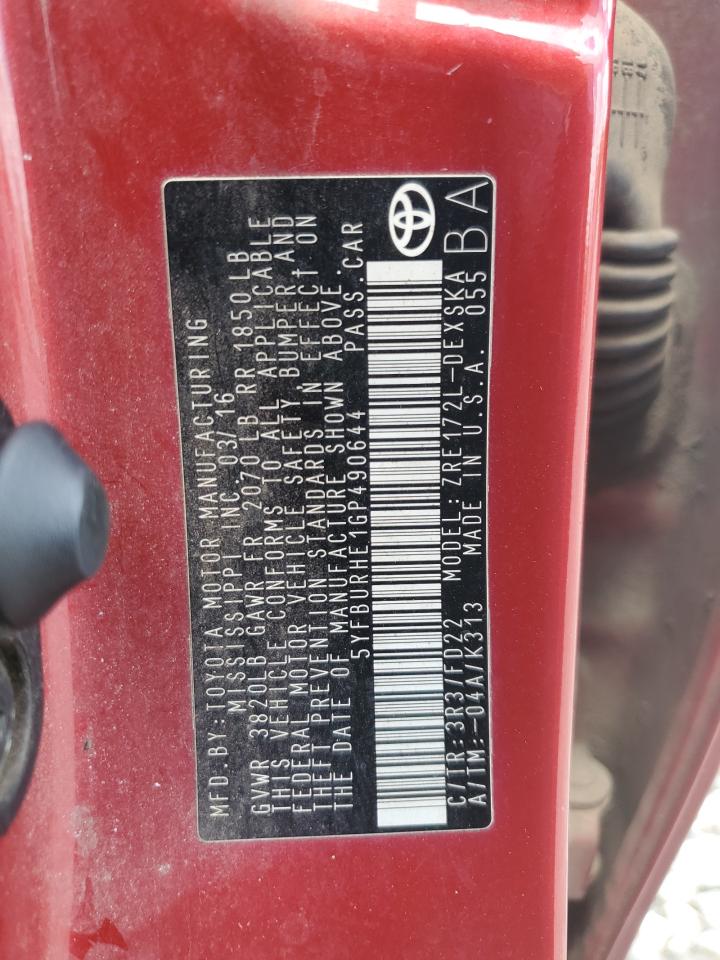 MFD.BY:TOYOTA MOTOR MANUFACTURING
MISSISSIPPI INC.03/16
GVWR 3820LB GAWR FR 2070 LB RR 1850 LB
THIS VEHICLE CONFORMS TO ALL APPLICABLE
FEDERAL MOTOR VEHICLE SAFETY, BUMPER AND
THEFT PREVENTION STANDARDS IN EFFECT ON
THE DATE OF MANUFACTURE SHOWN ABOVE.
5YFBURHE1GP490644 PASS.CAR
C/TR:3R3/FD22 MODEL:ZRE172L-DEXSKA
A/TM:-04A/K313 MADE IN U.S.A. 055
BA